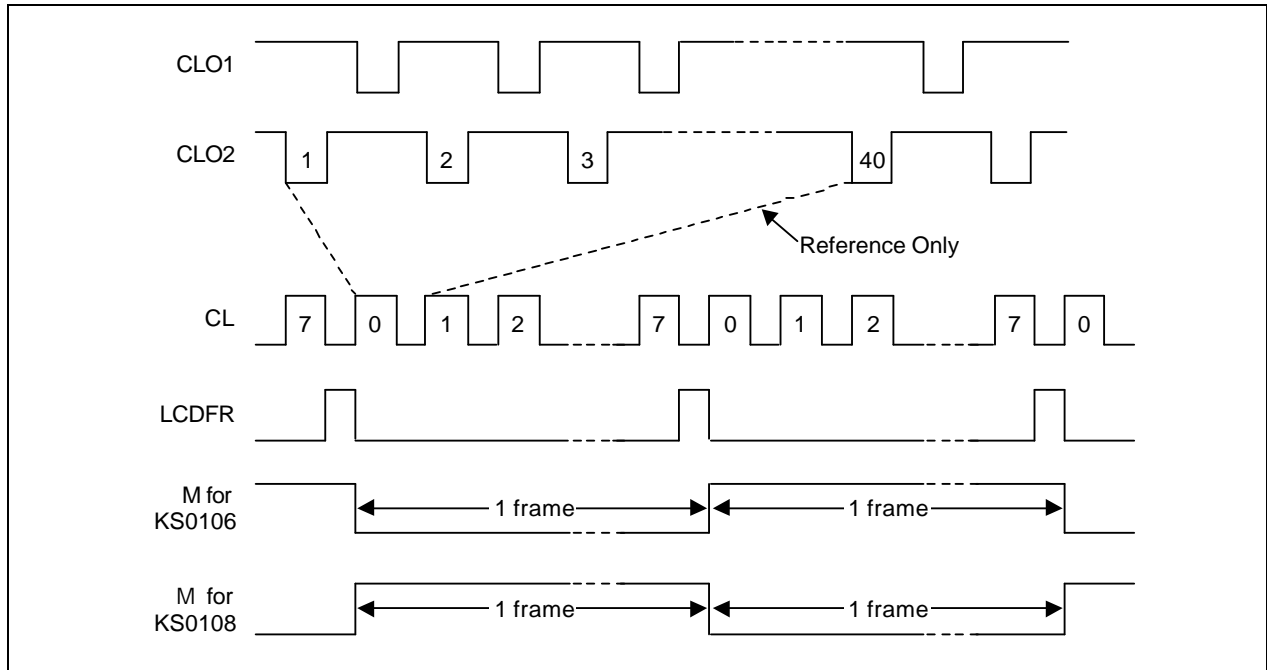 CLO1
CLO2 1 2 3 40
Reference Only
CL 7 0 1 2 7 0 1 2 7 0
LCDFR
M for
KS0106
1 frame 1 frame
M for
KS0108
1 frame 1 frame